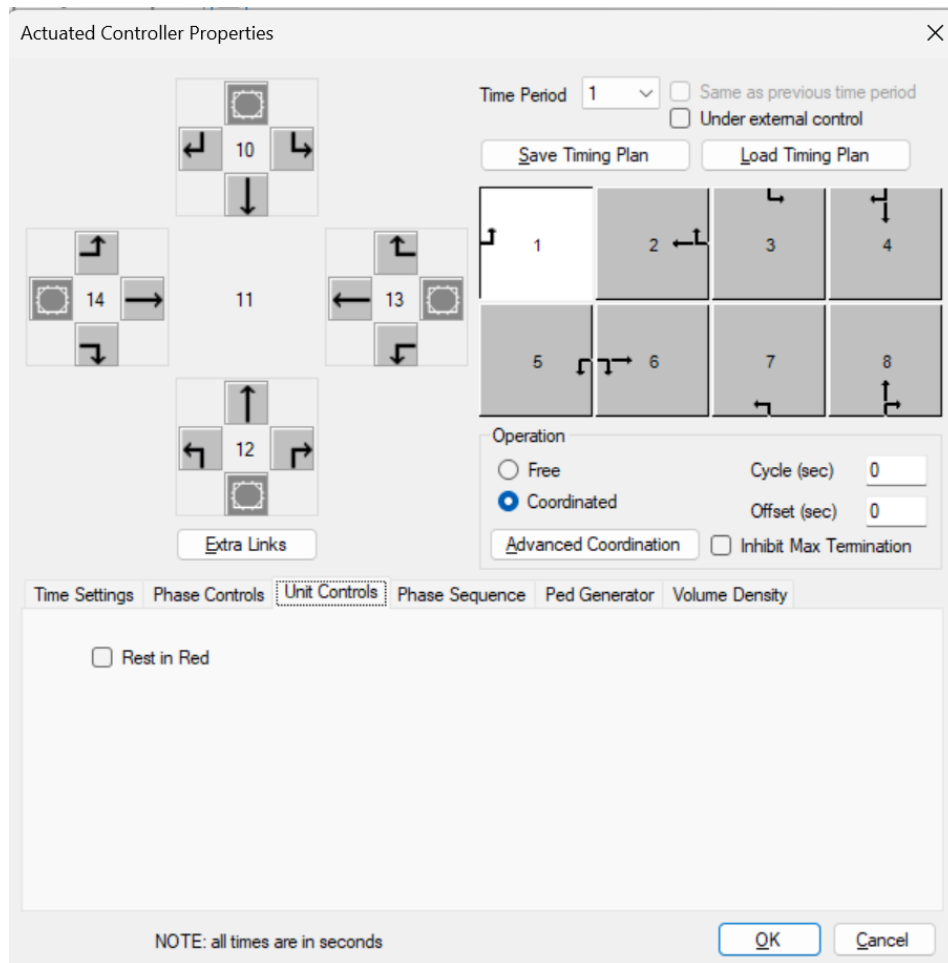 Actuated Controller Properties
Time Period 1 Same as previous time period
Under external control
Save Timing Plan Load Timing Plan
10
14 11 13
12
Extra Links
1 2 3 4
5 6 7 8
Operation
Free Cycle (sec) 0
Coordinated Offset (sec) 0
Advanced Coordination Inhibit Max Termination
Time Settings Phase Controls Unit Controls Phase Sequence Ped Generator Volume Density
Rest in Red
NOTE: all times are in seconds OK Cancel